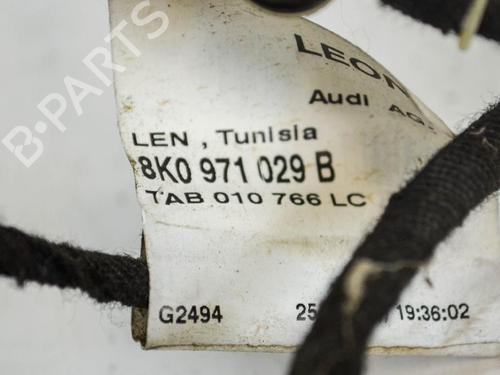 B-PARTS
LEON
Audi AG.
LEN , Tunisia
8K0 971 029 B
TAB 010 766 LC
G2494 25 19:36:02